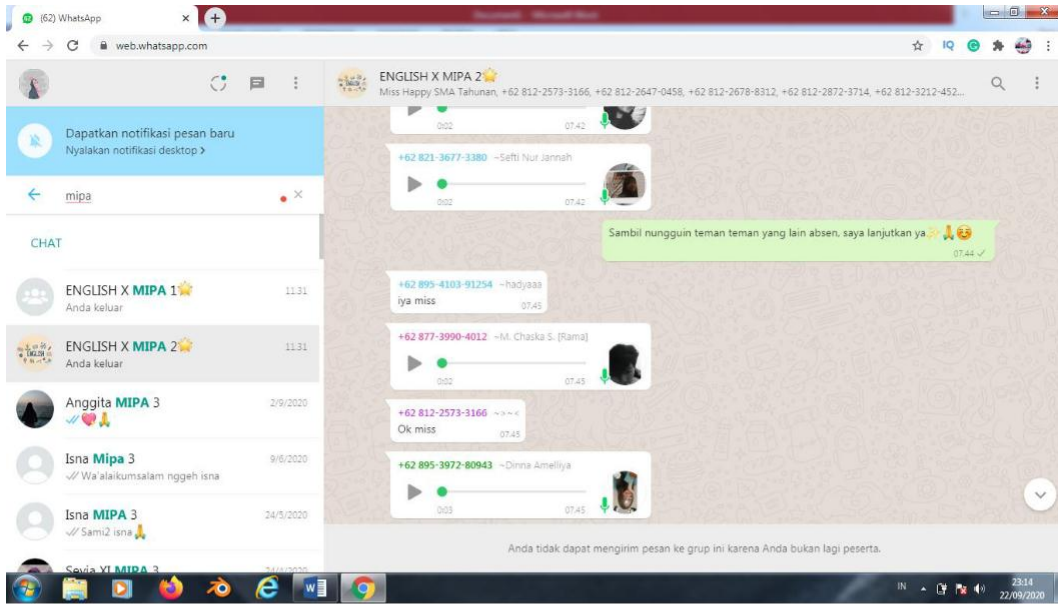 (62) WhatsApp
web.whatsapp.com
IQ
Dapatkan notifikasi pesan baru
Nyalakan notifikasi desktop >
mipa
CHAT
ENGLISH X MIPA 1
11.31
Anda keluar
ENGLISH X MIPA 2
11.31
Anda keluar
Anggita MIPA 3
2/9/2020
Isna Mipa 3
9/6/2020
Wa'alaikumsalam nggeh isna
Isna MIPA 3
24/5/2020
Sami2 isna
Sevia XI MIPA 3
ENGLISH X MIPA 2
Miss Happy SMA Tahunan, +62 812-2573-3166, +62 812-2647-0458, +62 812-2678-8312, +62 812-2872-3714, +62 812-3212-452...
0:02 07.42
+62 821-3677-3380 ~Sefti Nur Jannah
0:02 07.42
Sambil nungguin teman teman yang lain absen, saya lanjutkan ya.
07.44
+62 895-4103-91254 ~hadyaaa
iya miss
07.45
+62 877-3990-4012 ~M. Chaska S. [Rama]
0:02 07.45
+62 812-2573-3166 ~>~<
Ok miss
07.45
+62 895-3972-80943 ~Dinna Amelliya
0:03 07.45
Anda tidak dapat mengirim pesan ke grup ini karena Anda bukan lagi peserta.
IN
23:14
22/09/2020